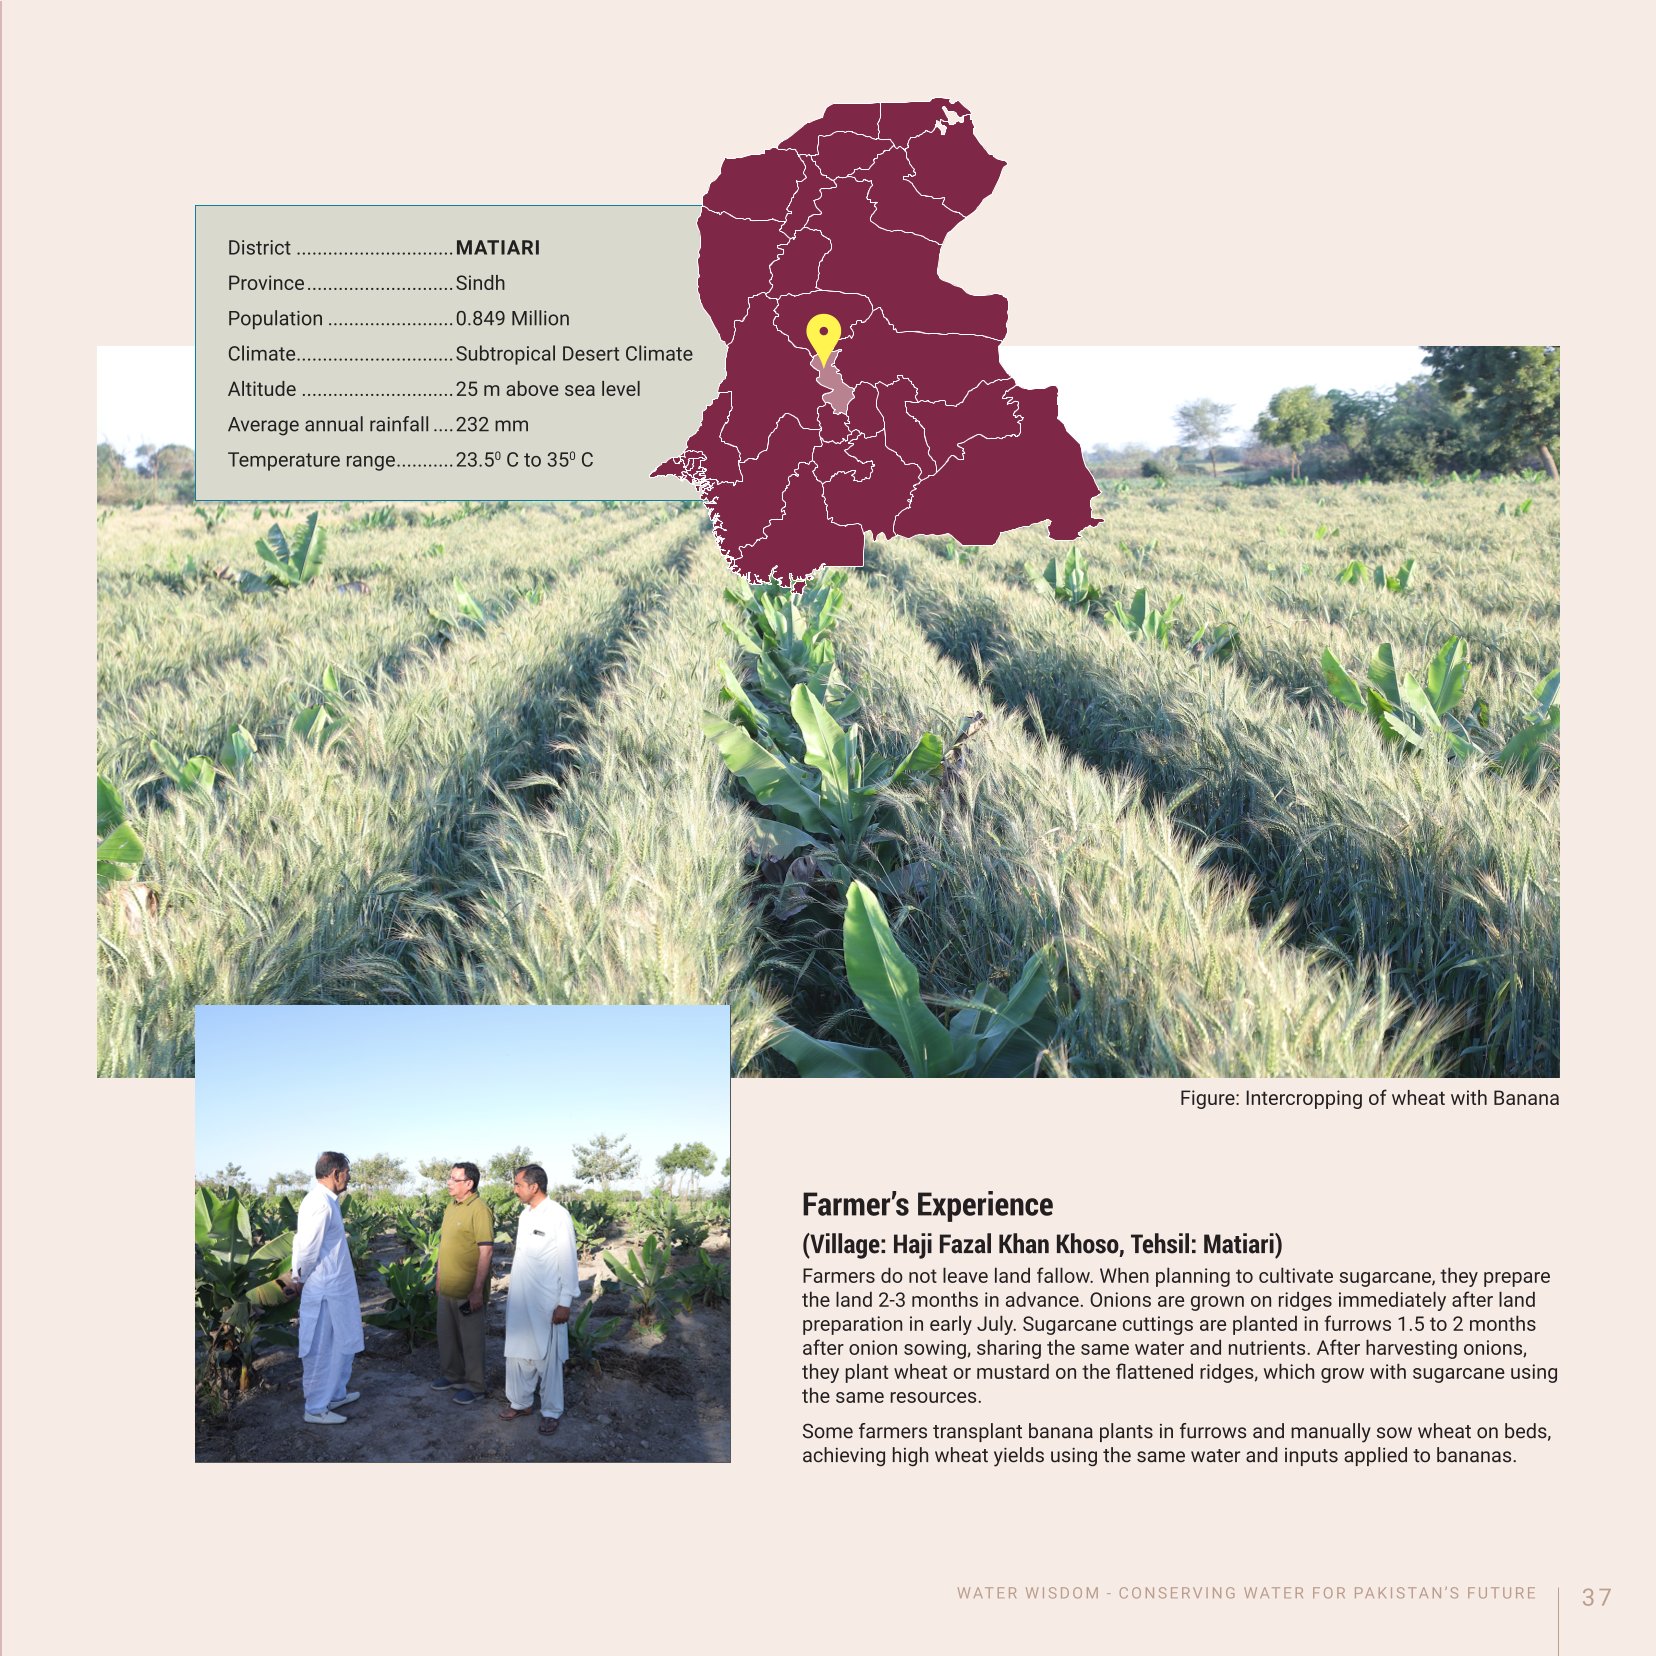 District ..............................MATIARI
Province............................Sindh
Population ........................0.849 Million
Climate..............................Subtropical Desert Climate
Altitude .............................25 m above sea level
Average annual rainfall ....232 mm
Temperature range...........23.5⁰ C to 35⁰ C
Figure: Intercropping of wheat with Banana
Farmer’s Experience
(Village: Haji Fazal Khan Khoso, Tehsil: Matiari)
Farmers do not leave land fallow. When planning to cultivate sugarcane, they prepare
the land 2-3 months in advance. Onions are grown on ridges immediately after land
preparation in early July. Sugarcane cuttings are planted in furrows 1.5 to 2 months
after onion sowing, sharing the same water and nutrients. After harvesting onions,
they plant wheat or mustard on the flattened ridges, which grow with sugarcane using
the same resources.
Some farmers transplant banana plants in furrows and manually sow wheat on beds,
achieving high wheat yields using the same water and inputs applied to bananas.
WATER WISDOM - CONSERVING WATER FOR PAKISTAN’S FUTURE
37